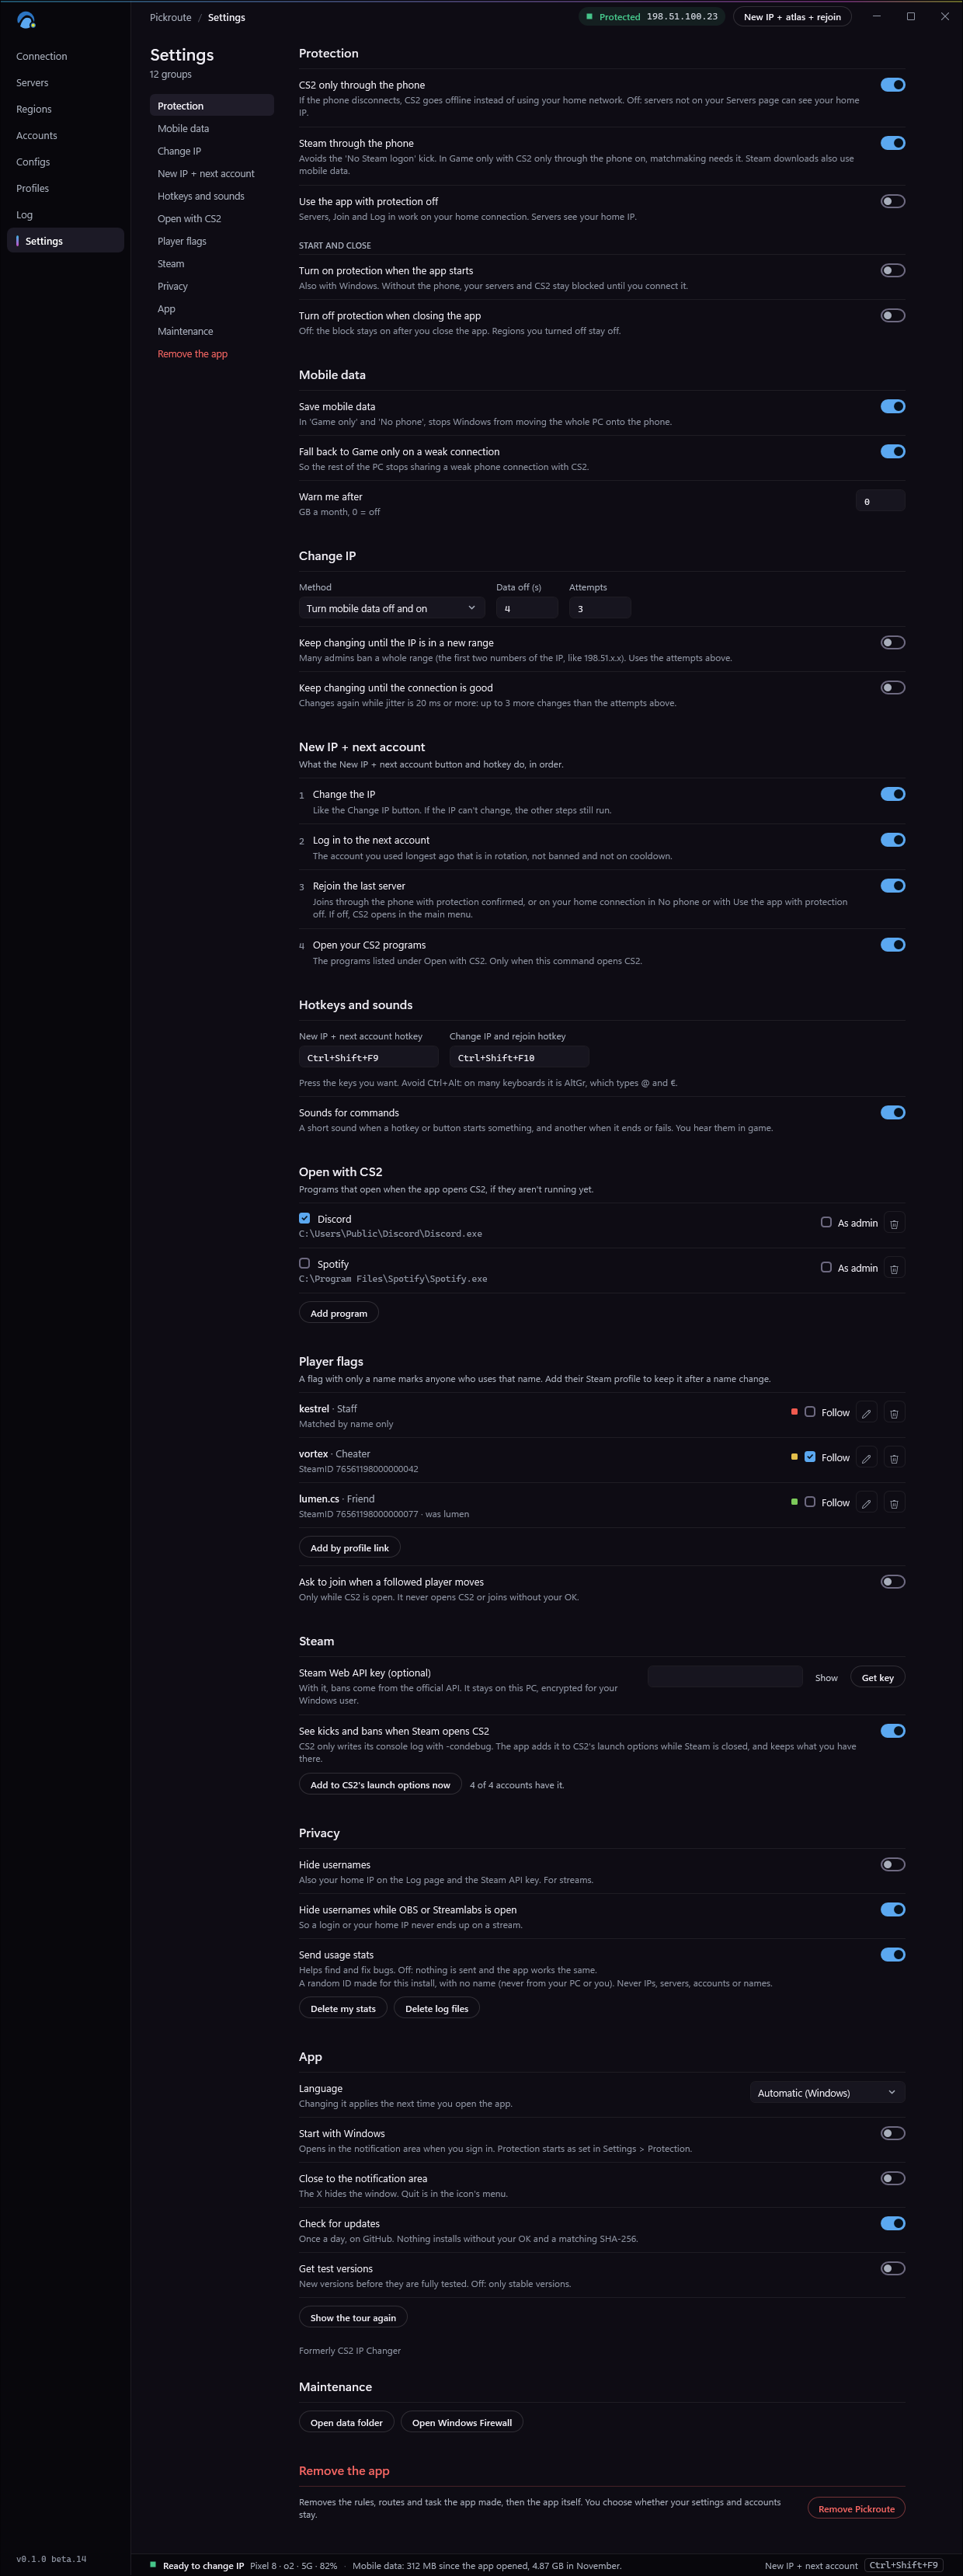 Pickroute / Settings
Protected 198.51.100.23
New IP + atlas + rejoin
Connection
Servers
Regions
Accounts
Configs
Profiles
Log
Settings
Settings
12 groups
Protection
Mobile data
Change IP
New IP + next account
Hotkeys and sounds
Open with CS2
Player flags
Steam
Privacy
App
Maintenance
Remove the app
Protection
CS2 only through the phone
If the phone disconnects, CS2 goes offline instead of using your home network. Off: servers not on your Servers page can see your home
IP.
Steam through the phone
Avoids the 'No Steam logon' kick. In Game only with CS2 only through the phone on, matchmaking needs it. Steam downloads also use
mobile data.
Use the app with protection off
Servers, Join and Log in work on your home connection. Servers see your home IP.
START AND CLOSE
Turn on protection when the app starts
Also with Windows. Without the phone, your servers and CS2 stay blocked until you connect it.
Turn off protection when closing the app
Off: the block stays on after you close the app. Regions you turned off stay off.
Mobile data
Save mobile data
In 'Game only' and 'No phone', stops Windows from moving the whole PC onto the phone.
Fall back to Game only on a weak connection
So the rest of the PC stops sharing a weak phone connection with CS2.
Warn me after
GB a month, 0 = off
0
Change IP
Method
Data off (s)
Attempts
Turn mobile data off and on
4
3
Keep changing until the IP is in a new range
Many admins ban a whole range (the first two numbers of the IP, like 198.51.x.x). Uses the attempts above.
Keep changing until the connection is good
Changes again while jitter is 20 ms or more: up to 3 more changes than the attempts above.
New IP + next account
What the New IP + next account button and hotkey do, in order.
1 Change the IP
Like the Change IP button. If the IP can't change, the other steps still run.
2 Log in to the next account
The account you used longest ago that is in rotation, not banned and not on cooldown.
3 Rejoin the last server
Joins through the phone with protection confirmed, or on your home connection in No phone or with Use the app with protection
off. If off, CS2 opens in the main menu.
4 Open your CS2 programs
The programs listed under Open with CS2. Only when this command opens CS2.
Hotkeys and sounds
New IP + next account hotkey
Change IP and rejoin hotkey
Ctrl+Shift+F9
Ctrl+Shift+F10
Press the keys you want. Avoid Ctrl+Alt: on many keyboards it is AltGr, which types @ and €.
Sounds for commands
A short sound when a hotkey or button starts something, and another when it ends or fails. You hear them in game.
Open with CS2
Programs that open when the app opens CS2, if they aren't running yet.
Discord
C:\Users\Public\Discord\Discord.exe
As admin
Spotify
C:\Program Files\Spotify\Spotify.exe
As admin
Add program
Player flags
A flag with only a name marks anyone who uses that name. Add their Steam profile to keep it after a name change.
kestrel · Staff
Matched by name only
Follow
vortex · Cheater
SteamID 76561198000000042
Follow
lumen.cs · Friend
SteamID 76561198000000077 · was lumen
Follow
Add by profile link
Ask to join when a followed player moves
Only while CS2 is open. It never opens CS2 or joins without your OK.
Steam
Steam Web API key (optional)
With it, bans come from the official API. It stays on this PC, encrypted for your
Windows user.
Show
Get key
See kicks and bans when Steam opens CS2
CS2 only writes its console log with -condebug. The app adds it to CS2's launch options while Steam is closed, and keeps what you have
there.
Add to CS2's launch options now
4 of 4 accounts have it.
Privacy
Hide usernames
Also your home IP on the Log page and the Steam API key. For streams.
Hide usernames while OBS or Streamlabs is open
So a login or your home IP never ends up on a stream.
Send usage stats
Helps find and fix bugs. Off: nothing is sent and the app works the same.
A random ID made for this install, with no name (never from your PC or you). Never IPs, servers, accounts or names.
Delete my stats
Delete log files
App
Language
Changing it applies the next time you open the app.
Automatic (Windows)
Start with Windows
Opens in the notification area when you sign in. Protection starts as set in Settings > Protection.
Close to the notification area
The X hides the window. Quit is in the icon's menu.
Check for updates
Once a day, on GitHub. Nothing installs without your OK and a matching SHA-256.
Get test versions
New versions before they are fully tested. Off: only stable versions.
Show the tour again
Formerly CS2 IP Changer
Maintenance
Open data folder
Open Windows Firewall
Remove the app
Removes the rules, routes and task the app made, then the app itself. You choose whether your settings and accounts
stay.
Remove Pickroute
v0.1.0 beta.14
Ready to change IP Pixel 8 · o2 · 5G · 82% · Mobile data: 312 MB since the app opened, 4.87 GB in November.
New IP + next account Ctrl+Shift+F9